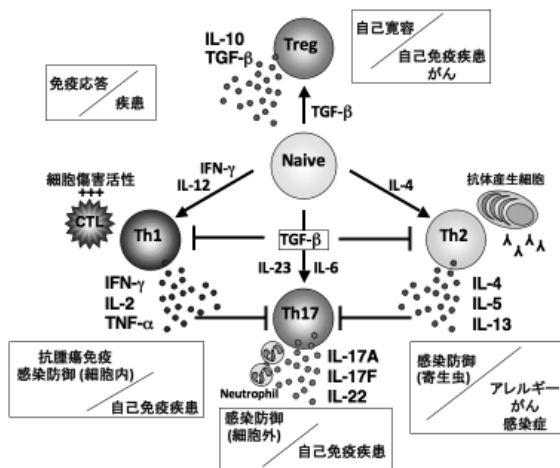 IL-10
TGF-β
Treg
自己寛容
自己免疫疾患
がん
免疫応答
疾患
TGF-β
Naive
IFN-γ
IL-12
IL-4
細胞傷害活性
+++
CTL
抗体産生細胞
Th1
TGF-β
Th2
IL-23
IL-6
IFN-γ
IL-2
TNF-α
Th17
IL-4
IL-5
IL-13
抗腫瘍免疫
感染防御 (細胞内)
自己免疫疾患
Neutrophil
IL-17A
IL-17F
IL-22
感染防御
(寄生虫)
アレルギー
がん
感染症
感染防御
(細胞外)
自己免疫疾患